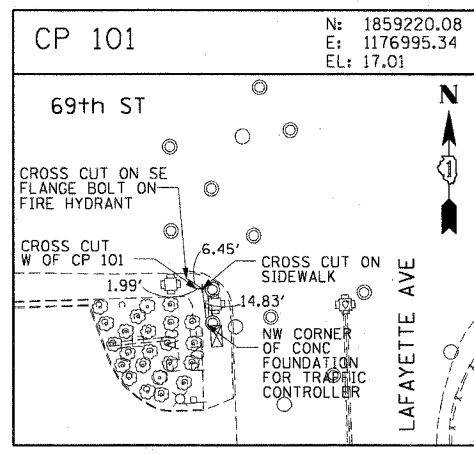 CP 101
N: 1859220.08
E: 1176995.34
EL: 17.01
69th ST
N
1
CROSS CUT ON SE
FLANGE BOLT ON
FIRE HYDRANT
CROSS CUT
W OF CP 101
6.45'
1.99'
CROSS CUT ON
SIDEWALK
14.83'
NW CORNER
OF CONC
FOUNDATION
FOR TRAFFIC
CONTROLLER
LAFAYETTE AVE